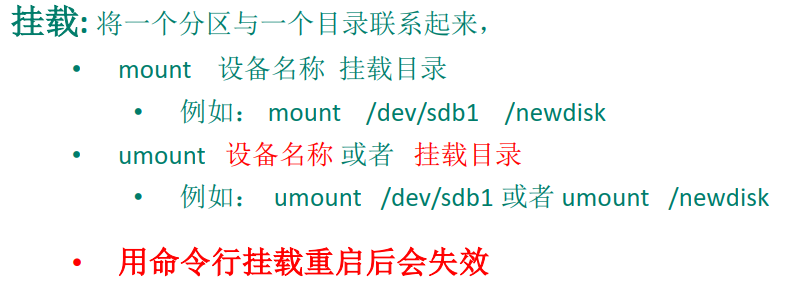 挂载: 将一个分区与一个目录联系起来，
• mount 设备名称 挂载目录
• 例如： mount /dev/sdb1 /newdisk
• umount 设备名称 或者 挂载目录
• 例如： umount /dev/sdb1 或者 umount /newdisk
• 用命令行挂载重启后会失效